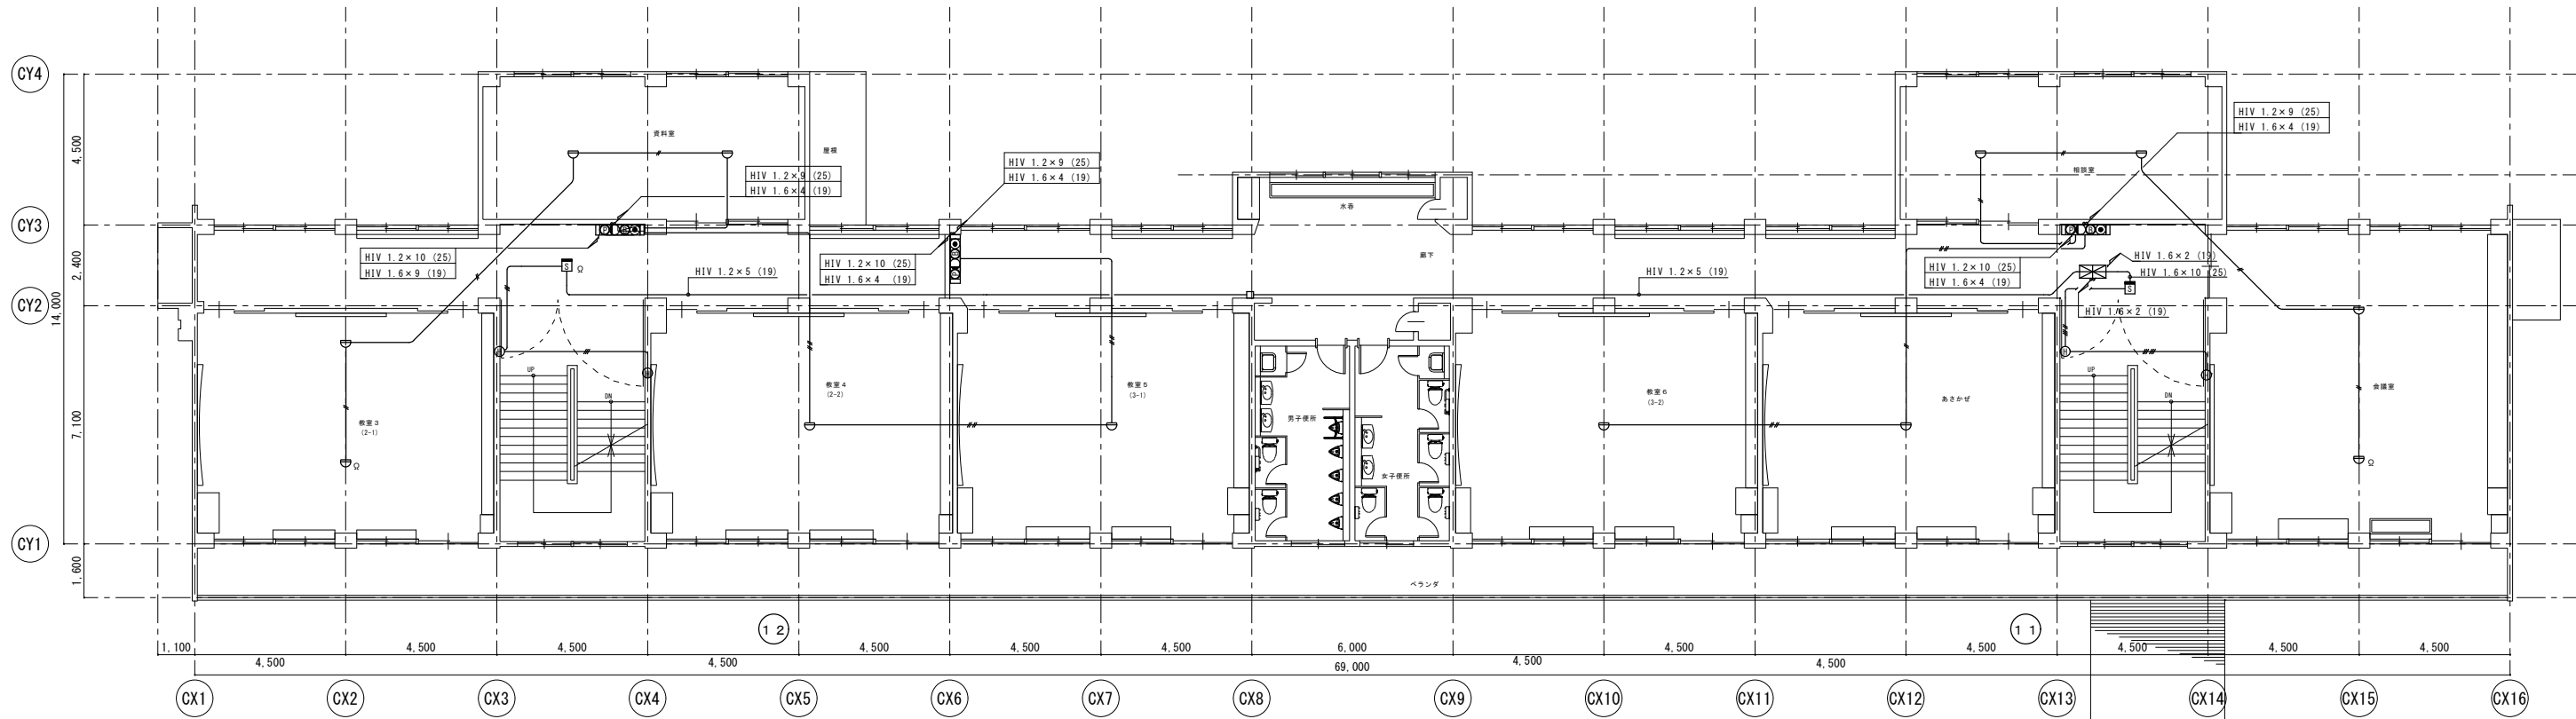 CY4
4,500
資料室
屋根
HIV 1.2×9 (25)
HIV 1.6×4 (19)
HIV 1.2×9 (25)
HIV 1.6×4 (19)
HIV 1.2×9 (25)
HIV 1.6×4 (19)
相談室
水呑
CY3
HIV 1.2×10 (25)
HIV 1.6×9 (19)
S
Ω
HIV 1.2×5 (19)
HIV 1.2×10 (25)
HIV 1.6×4 (19)
廊下
HIV 1.2×5 (19)
HIV 1.2×10 (25)
HIV 1.6×4 (19)
HIV 1.6×2 (19)
HIV 1.6×10 (25)
S
HIV 1.6×2 (19)
2,400
CY2
14,000
7,100
UP
DN
教室3
(2-1)
Ω
教室4
(2-2)
教室5
(3-1)
男子便所
女子便所
教室6
(3-2)
あさかぜ
UP
DN
会議室
Ω
CY1
1,600
ベランダ
12
11
1,100
4,500
4,500
4,500
4,500
4,500
4,500
4,500
6,000
4,500
4,500
4,500
4,500
4,500
4,500
4,500
69,000
CX1
CX2
CX3
CX4
CX5
CX6
CX7
CX8
CX9
CX10
CX11
CX12
CX13
CX14
CX15
CX16